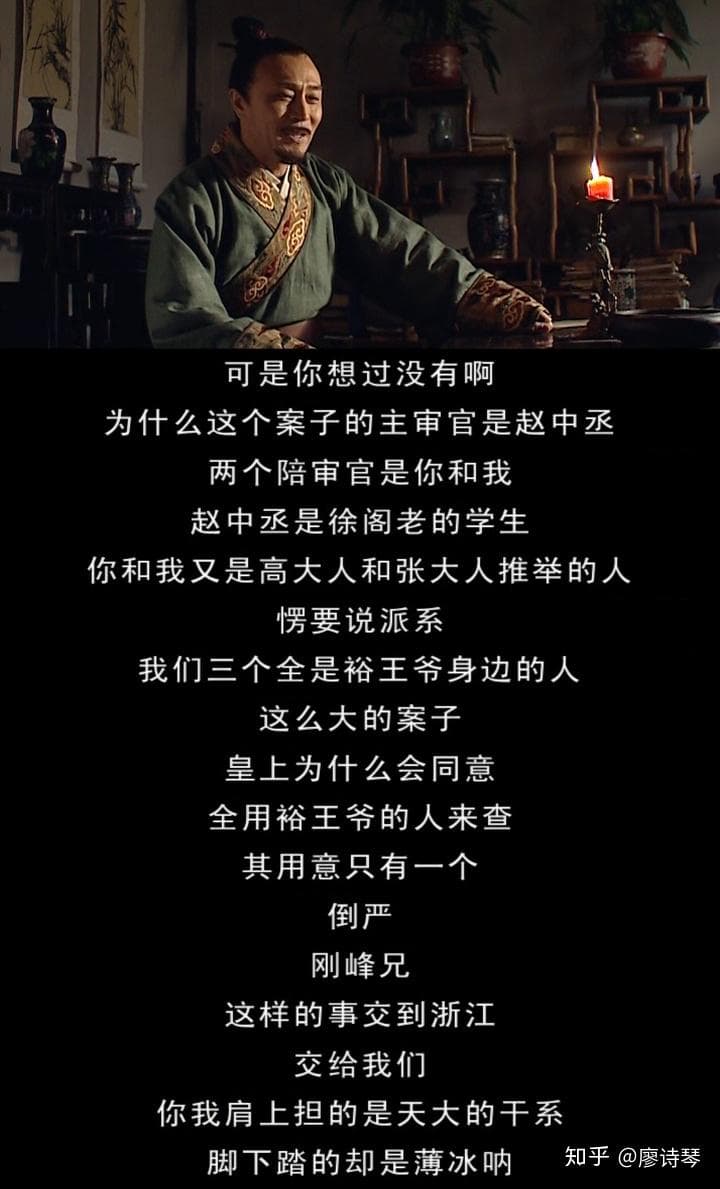 可是你想过没有啊
为什么这个案子的主审官是赵中丞
两个陪审官是你和我
赵中丞是徐阁老的学生
你和我又是高大人和张大人推举的人
愣要说派系
我们三个全是裕王爷身边的人
这么大的案子
皇上为什么会同意
全用裕王爷的人来查
其用意只有一个
倒严
刚峰兄
这样的事交到浙江
交给我们
你我肩上担的是天大的干系
脚下踏的却是薄冰呐
知乎 @廖诗琴